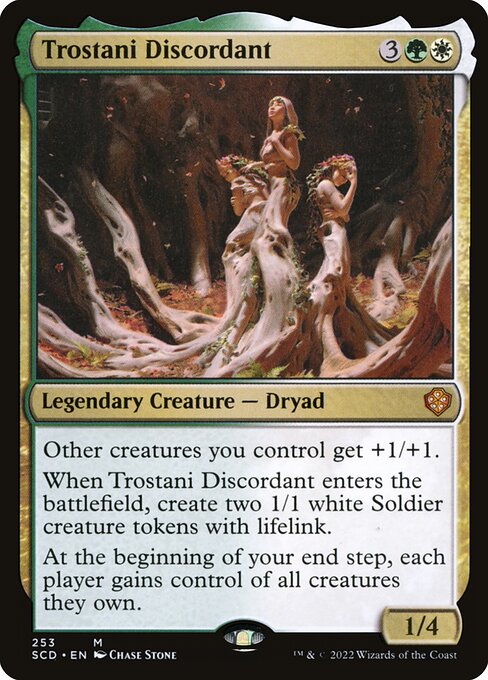 Trostani Discordant 3
Legendary Creature — Dryad
Other creatures you control get +1/+1.
When Trostani Discordant enters the
battlefield, create two 1/1 white Soldier
creature tokens with lifelink.
At the beginning of your end step, each
player gains control of all creatures
they own.
1/4
253 M
SCD • EN Chase Stone
™ & © 2022 Wizards of the Coast